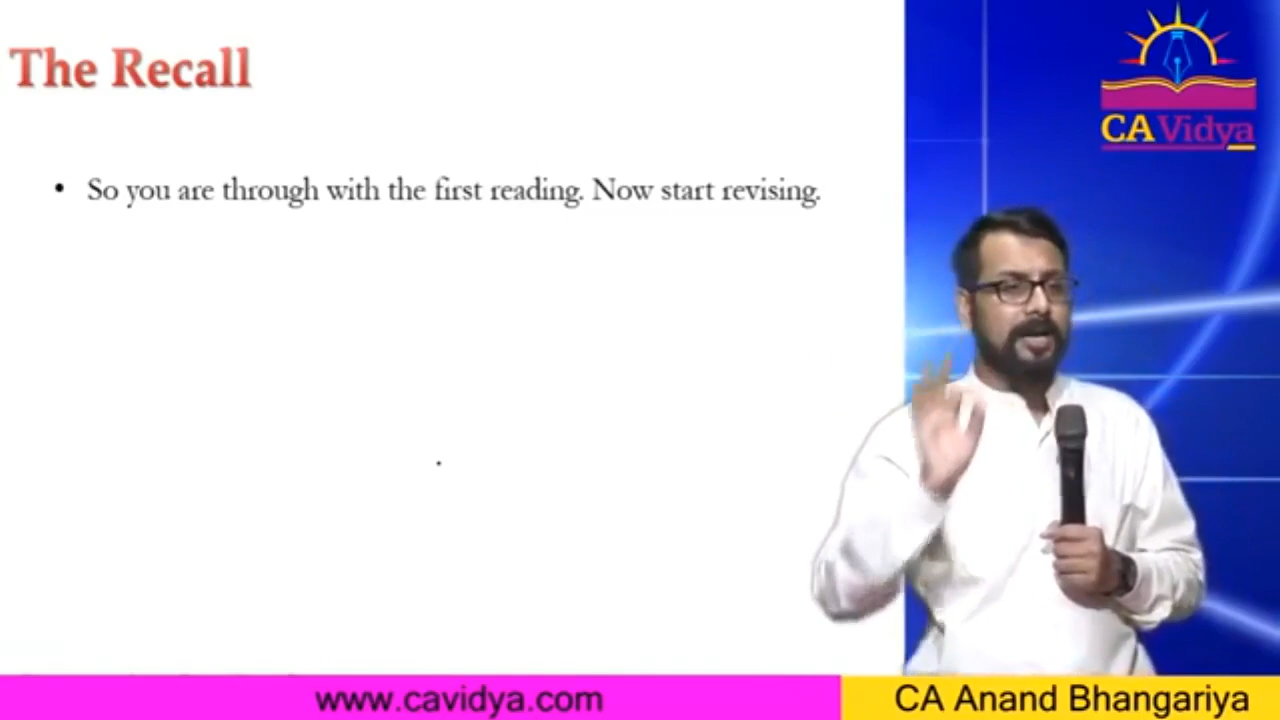 The Recall
CA Vidya
• So you are through with the first reading. Now start revising.
www.cavidya.com
CA Anand Bhangariya